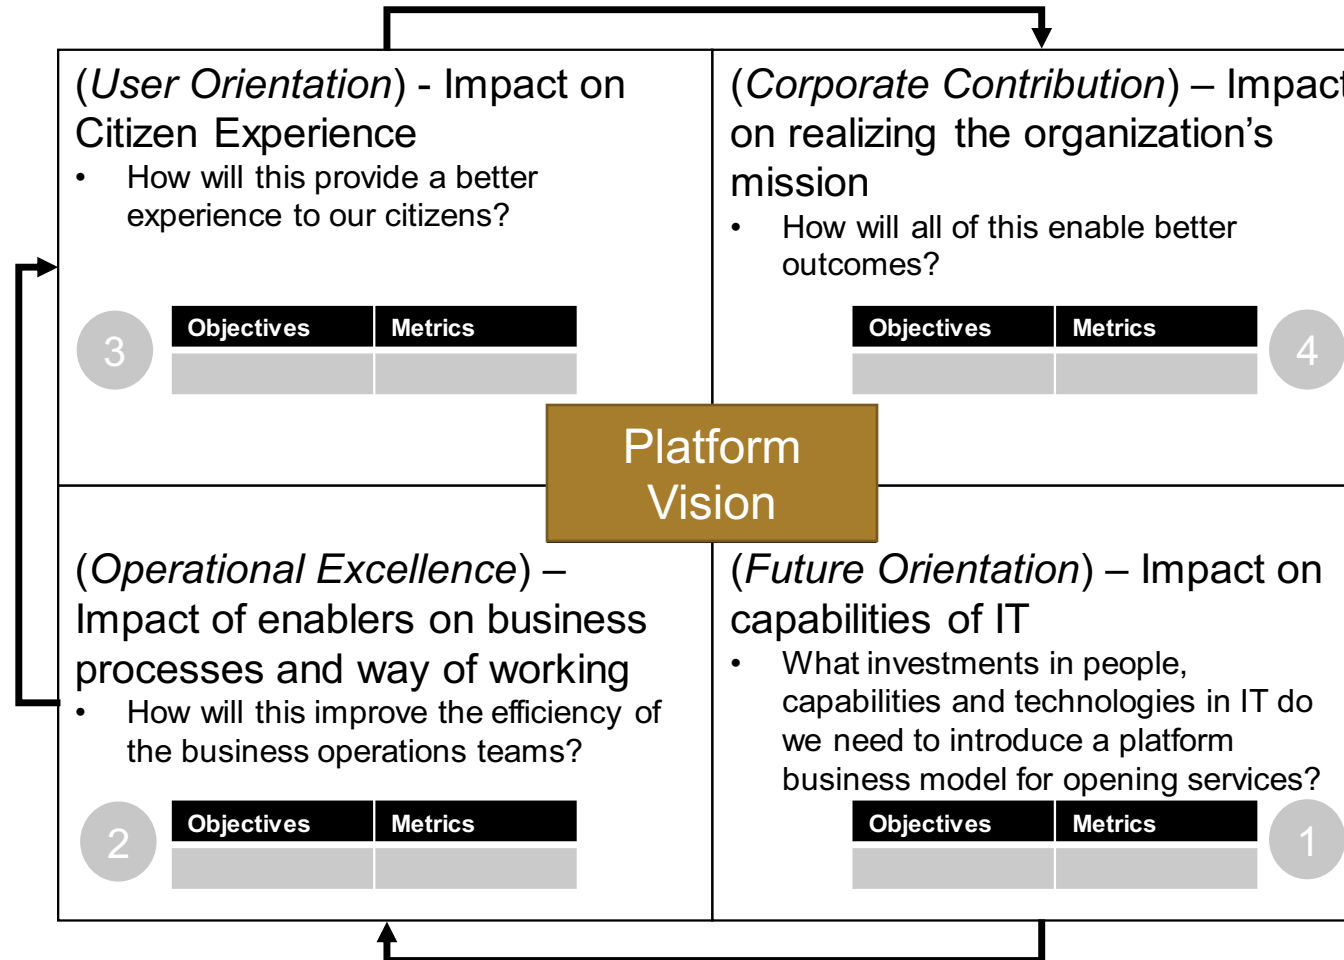 (User Orientation) - Impact on
Citizen Experience
• How will this provide a better
experience to our citizens?
3
Objectives Metrics
(Corporate Contribution) – Impact
on realizing the organization’s
mission
• How will all of this enable better
outcomes?
Objectives Metrics
4
Platform
Vision
(Operational Excellence) –
Impact of enablers on business
processes and way of working
• How will this improve the efficiency of
the business operations teams?
2
Objectives Metrics
(Future Orientation) – Impact on
capabilities of IT
• What investments in people,
capabilities and technologies in IT do
we need to introduce a platform
business model for opening services?
Objectives Metrics
1